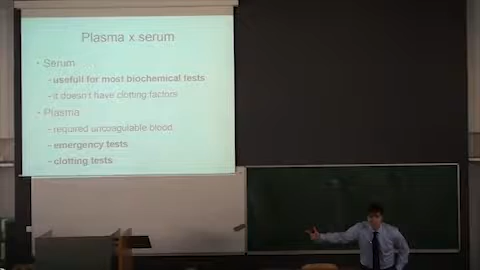 Plasma x serum
• Serum
- usefull for most biochemical tests
- it doesn't have clotting factors
• Plasma
- required uncoagulable blood
- emergency tests
- clotting tests